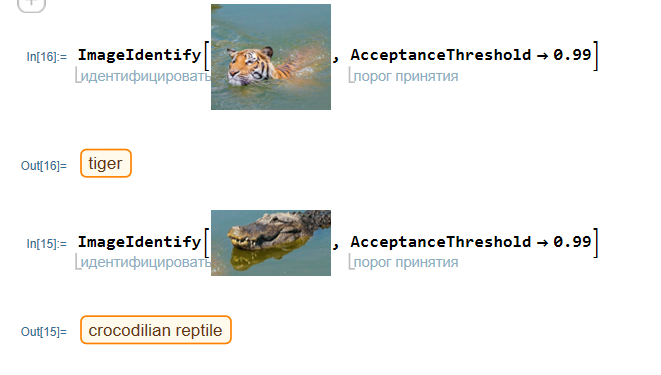 In[16]:= ImageIdentify[ , AcceptanceThreshold → 0.99]
идентифицировать порог принятия
Out[16]= tiger
In[15]:= ImageIdentify[ , AcceptanceThreshold → 0.99]
идентифицировать порог принятия
Out[15]= crocodilian reptile